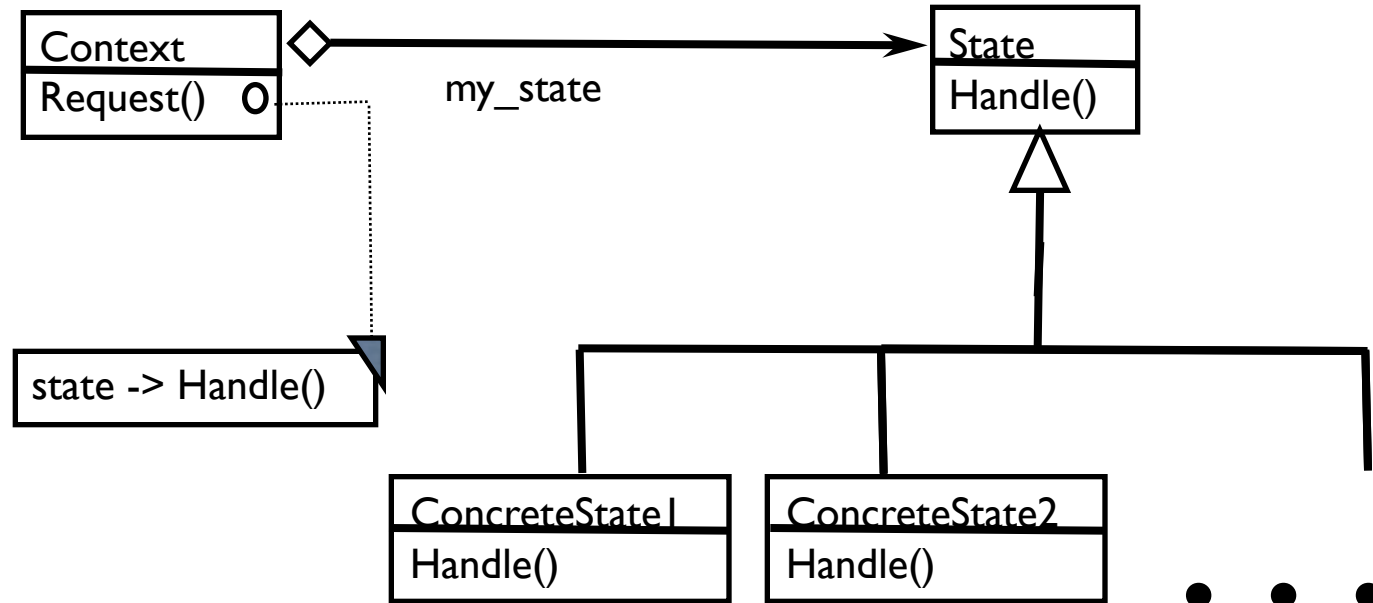 Context
State
Request()
my_state
Handle()
state -> Handle()
ConcreteState1
ConcreteState2
Handle()
Handle()